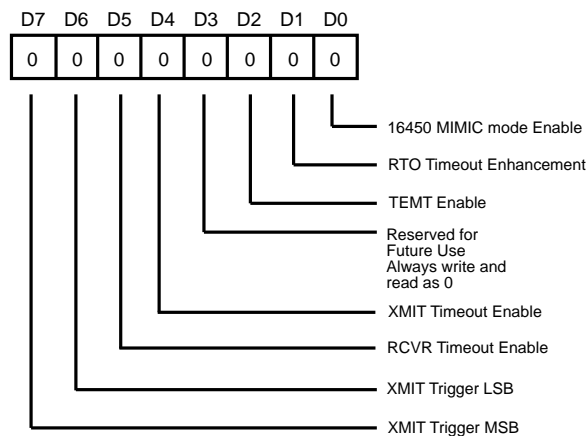 D7 D6 D5 D4 D3 D2 D1 D0
0 0 0 0 0 0 0 0
16450 MIMIC mode Enable
RTO Timeout Enhancement
TEMT Enable
Reserved for
Future Use
Always write and
read as 0
XMIT Timeout Enable
RCVR Timeout Enable
XMIT Trigger LSB
XMIT Trigger MSB